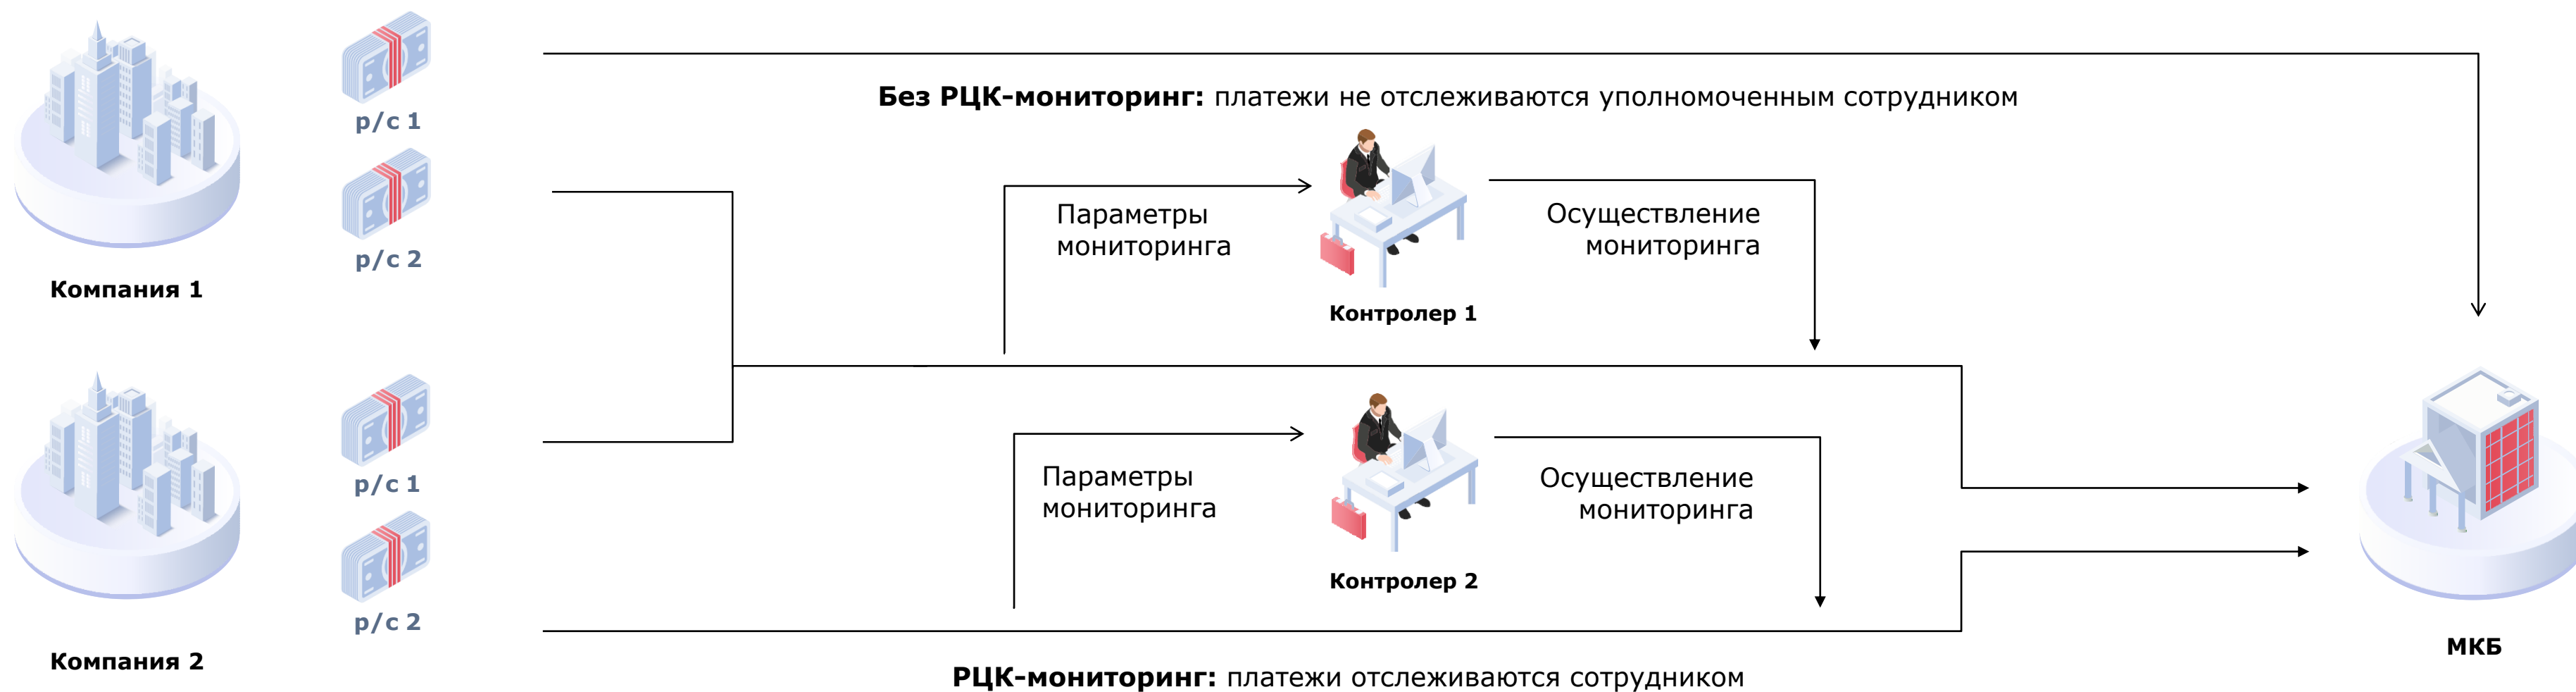 р/с 1
Без РЦК-мониторинг: платежи не отслеживаются уполномоченным сотрудником
р/с 2
Компания 1
Параметры
мониторинга
Осуществление
мониторинга
Контролер 1
р/с 1
р/с 2
Компания 2
Параметры
мониторинга
Осуществление
мониторинга
Контролер 2
МКБ
РЦК-мониторинг: платежи отслеживаются сотрудником